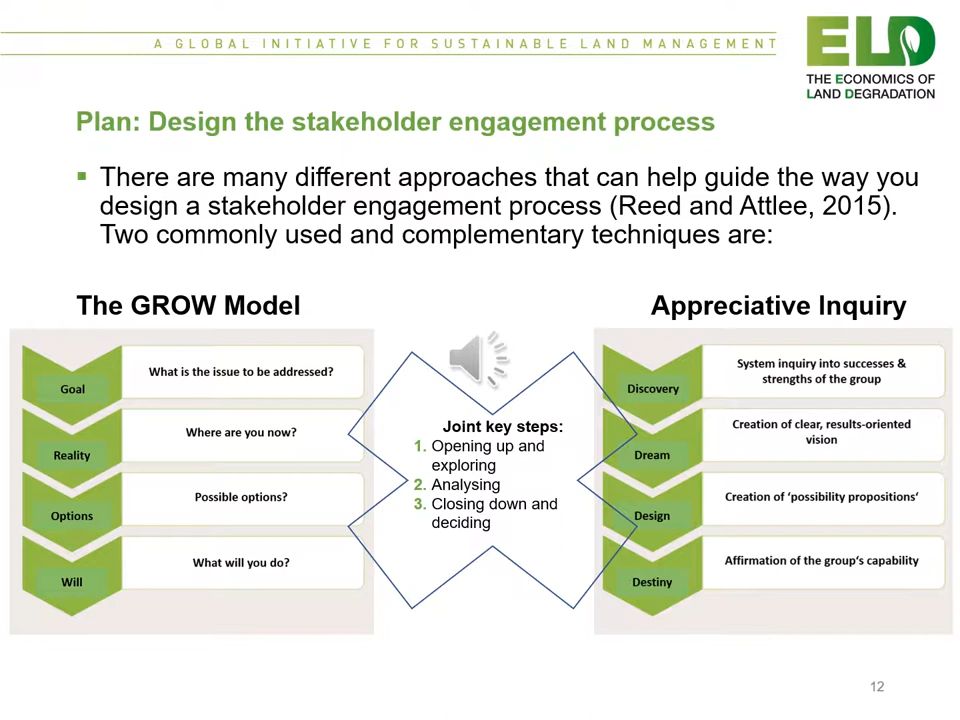 A GLOBAL INITIATIVE FOR SUSTAINABLE LAND MANAGEMENT
ELD
THE ECONOMICS OF
LAND DEGRADATION
Plan: Design the stakeholder engagement process
▪ There are many different approaches that can help guide the way you
design a stakeholder engagement process (Reed and Attlee, 2015).
Two commonly used and complementary techniques are:
The GROW Model
Goal
What is the issue to be addressed?
Reality
Where are you now?
Options
Possible options?
Will
What will you do?
Joint key steps:
1. Opening up and
exploring
2. Analysing
3. Closing down and
deciding
Appreciative Inquiry
Discovery
System inquiry into successes &
strengths of the group
Dream
Creation of clear, results-oriented
vision
Design
Creation of ‘possibility propositions‘
Destiny
Affirmation of the group‘s capability
12